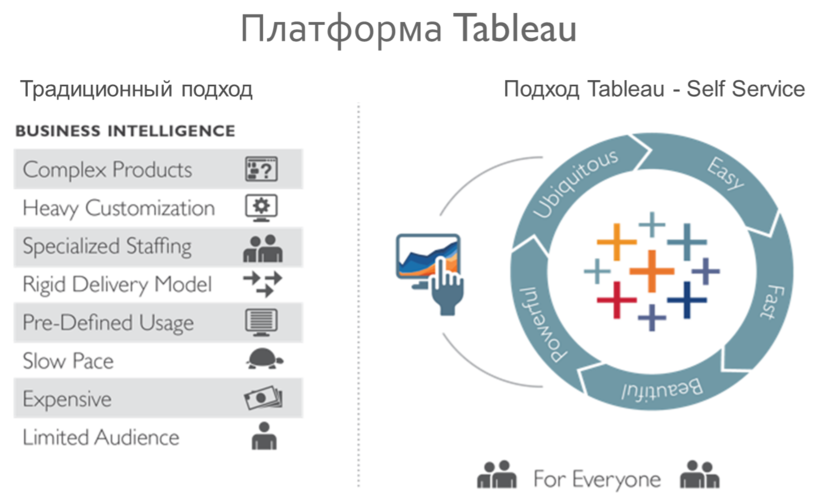 Платформа Tableau
Традиционный подход
BUSINESS INTELLIGENCE
Complex Products
Heavy Customization
Specialized Staffing
Rigid Delivery Model
Pre-Defined Usage
Slow Pace
Expensive
Limited Audience
Подход Tableau - Self Service
Ubiquitous
Easy
Fast
Beautiful
Powerful
For Everyone